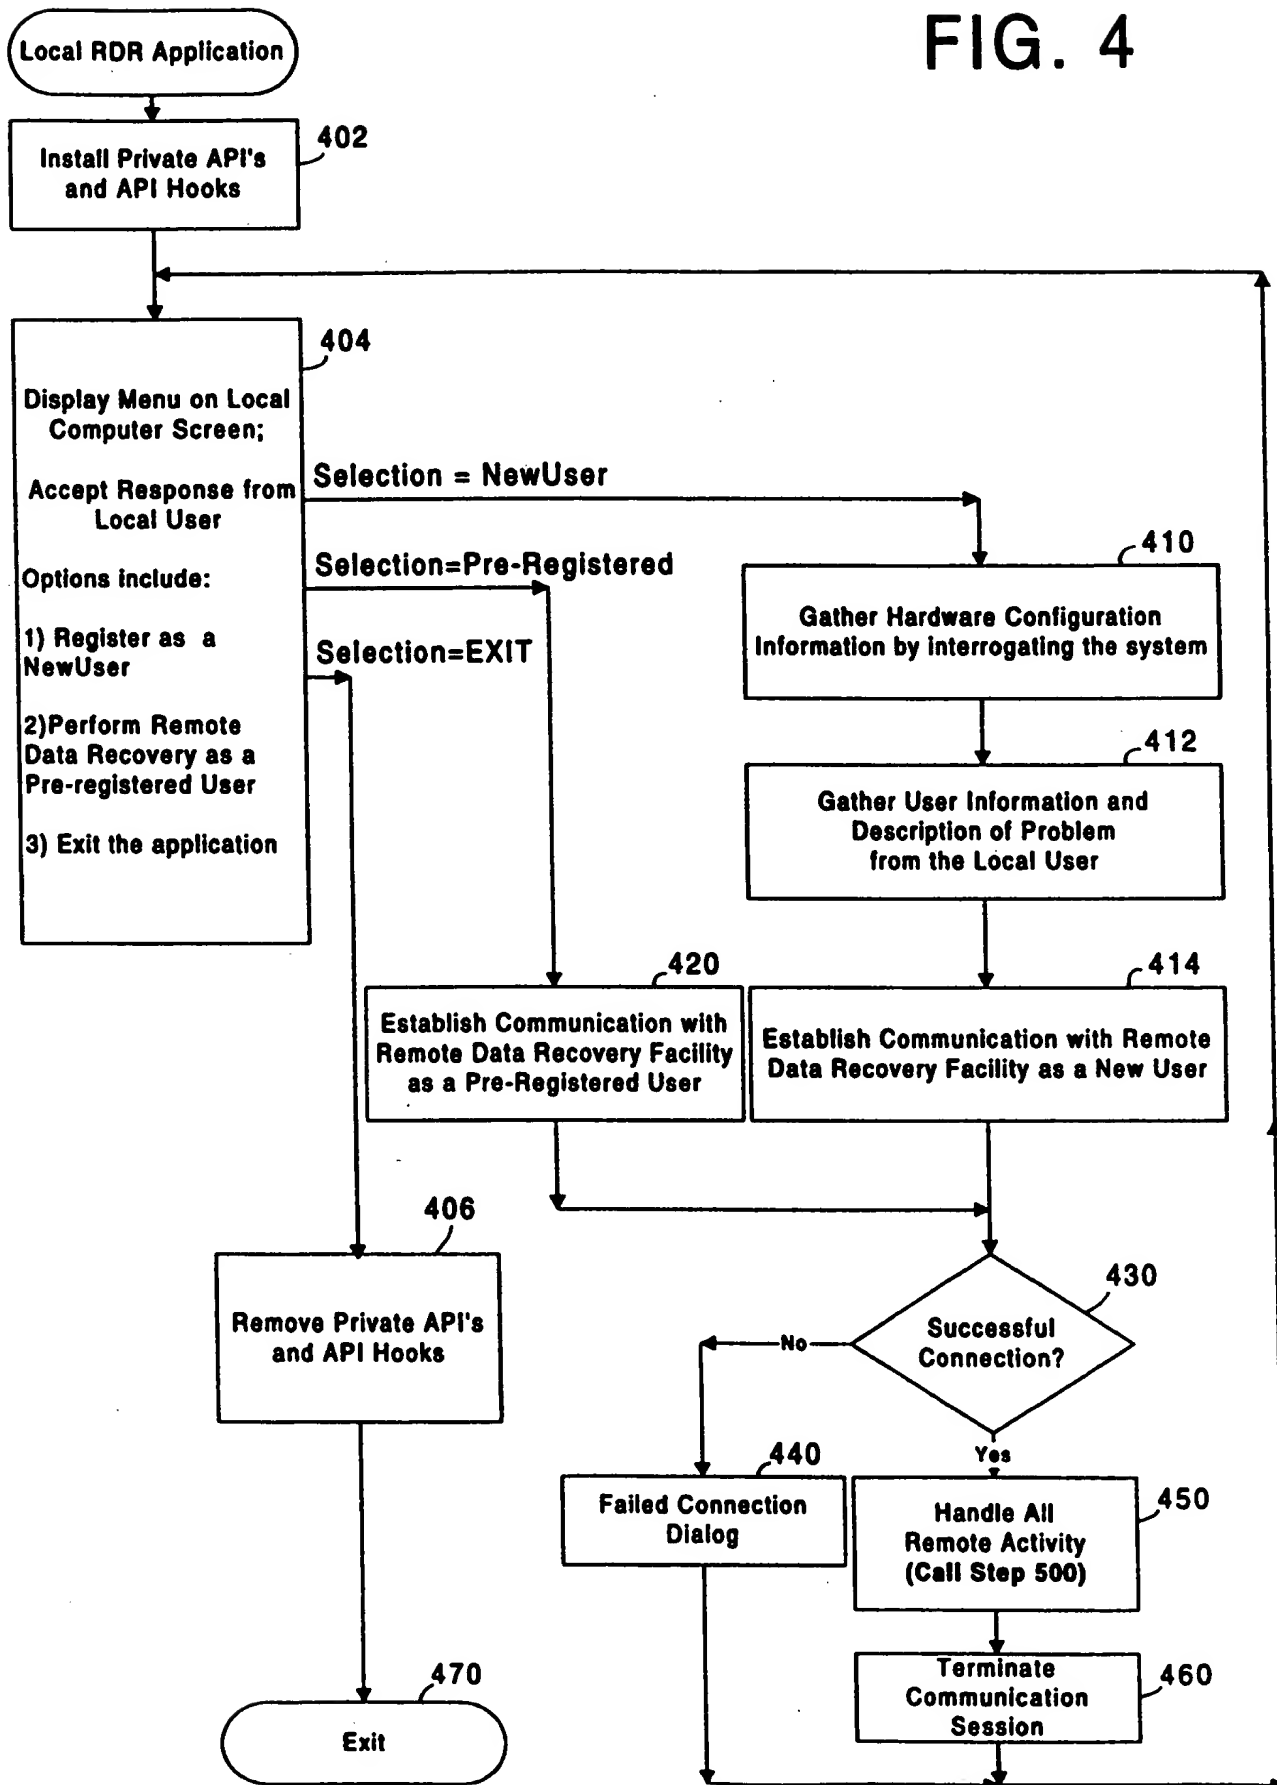 FIG. 4
Local RDR Application
402
Install Private API's
and API Hooks
404
Display Menu on Local
Computer Screen;
Accept Response from
Local User
Options include:
1) Register as a
NewUser
2)Perform Remote
Data Recovery as a
Pre-registered User
3) Exit the application
Selection = NewUser
Selection=Pre-Registered
Selection=EXIT
410
Gather Hardware Configuration
Information by interrogating the system
412
Gather User Information and
Description of Problem
from the Local User
420
Establish Communication with
Remote Data Recovery Facility
as a Pre-Registered User
414
Establish Communication with Remote
Data Recovery Facility as a New User
406
Remove Private API's
and API Hooks
430
Successful
Connection?
No
Yes
440
Failed Connection
Dialog
450
Handle All
Remote Activity
(Call Step 500)
460
Terminate
Communication
Session
470
Exit